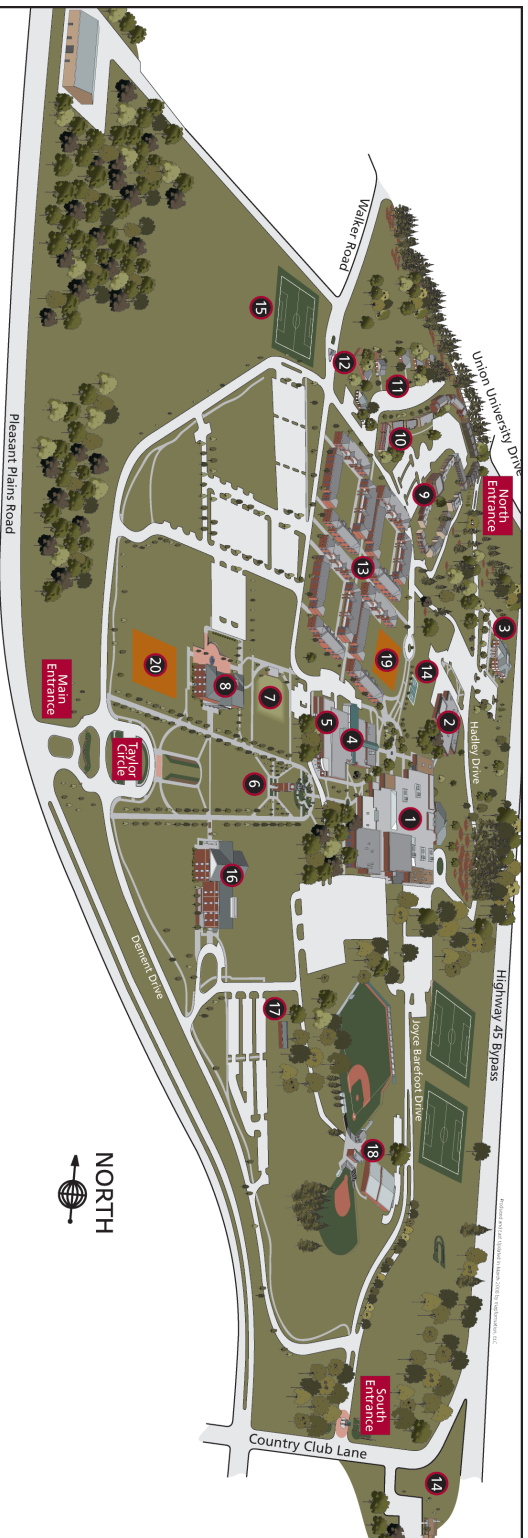 Walker Road
Union University Drive
North
Entrance
Pleasant Plains Road
Main
Entrance
Taylor
Circle
Hadley Drive
Dement Drive
Joyce Barefoot Drive
Highway 45 Bypass
South
Entrance
Country Club Lane
NORTH
1
2
3
4
5
6
7
8
9
10
11
12
13
14
15
16
17
18
19
20
14